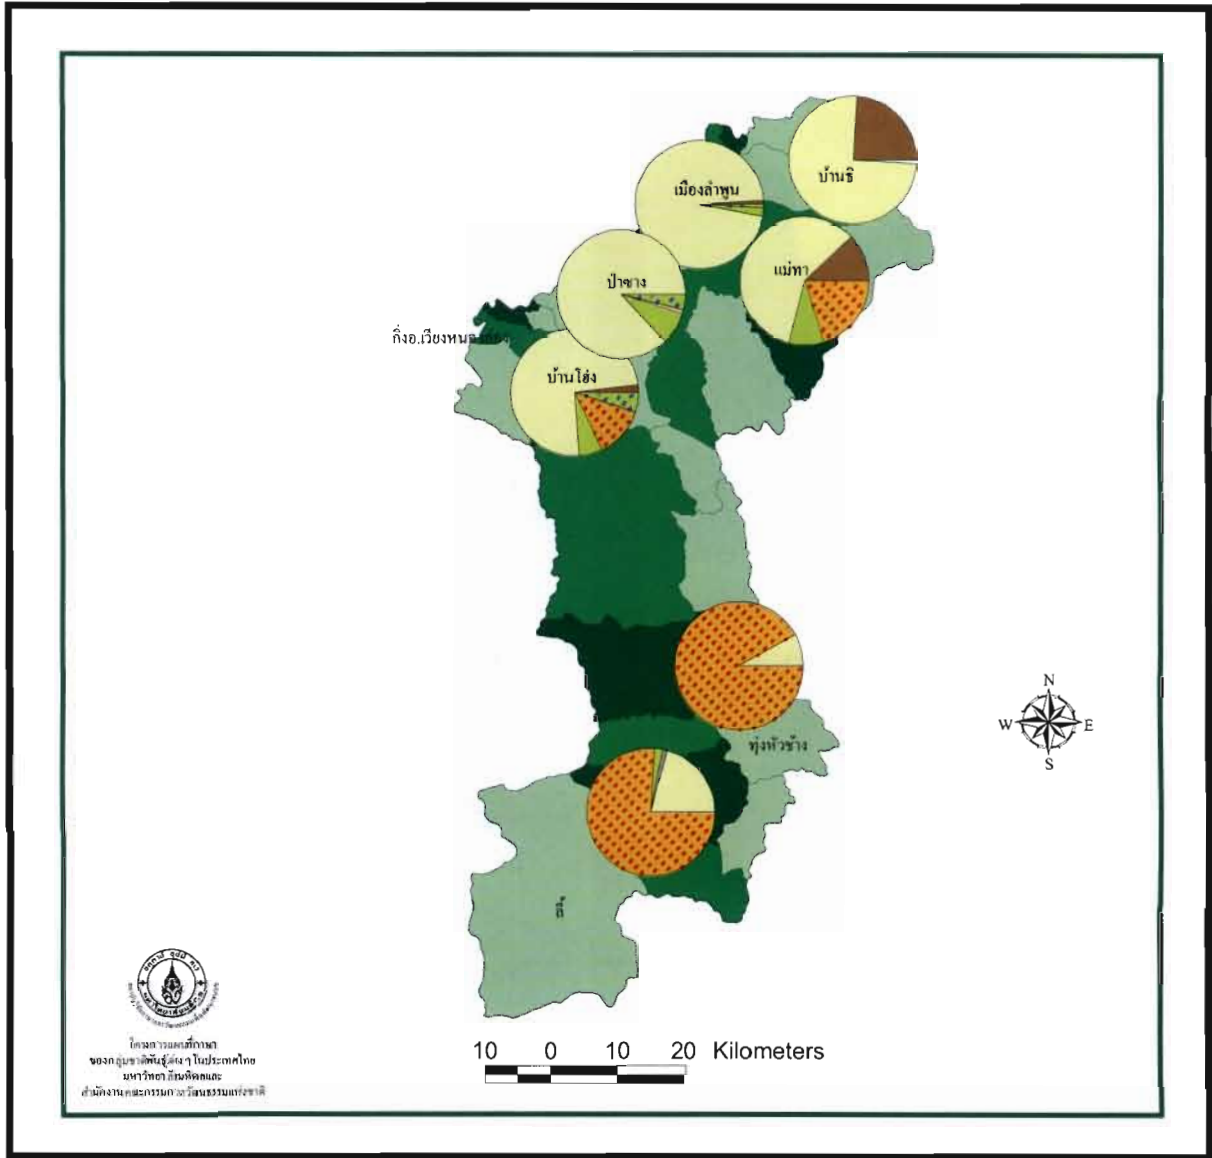 บ้านธิ
เมืองลำพูน
แม่ทา
ป่าซาง
กิ่งอ.เวียงหนอง
บ้านโฮ่ง
N
W E
S
ทุ่งหัวช้าง
ลี้
โครงการแผนที่ภาษา
ของกลุ่มชาติพันธุ์ต่าง ๆ ในประเทศไทย
มหาวิทยาลัยมหิดลและ
สำนักงานคณะกรรมการวัฒนธรรมแห่งชาติ
10 0 10 20 Kilometers